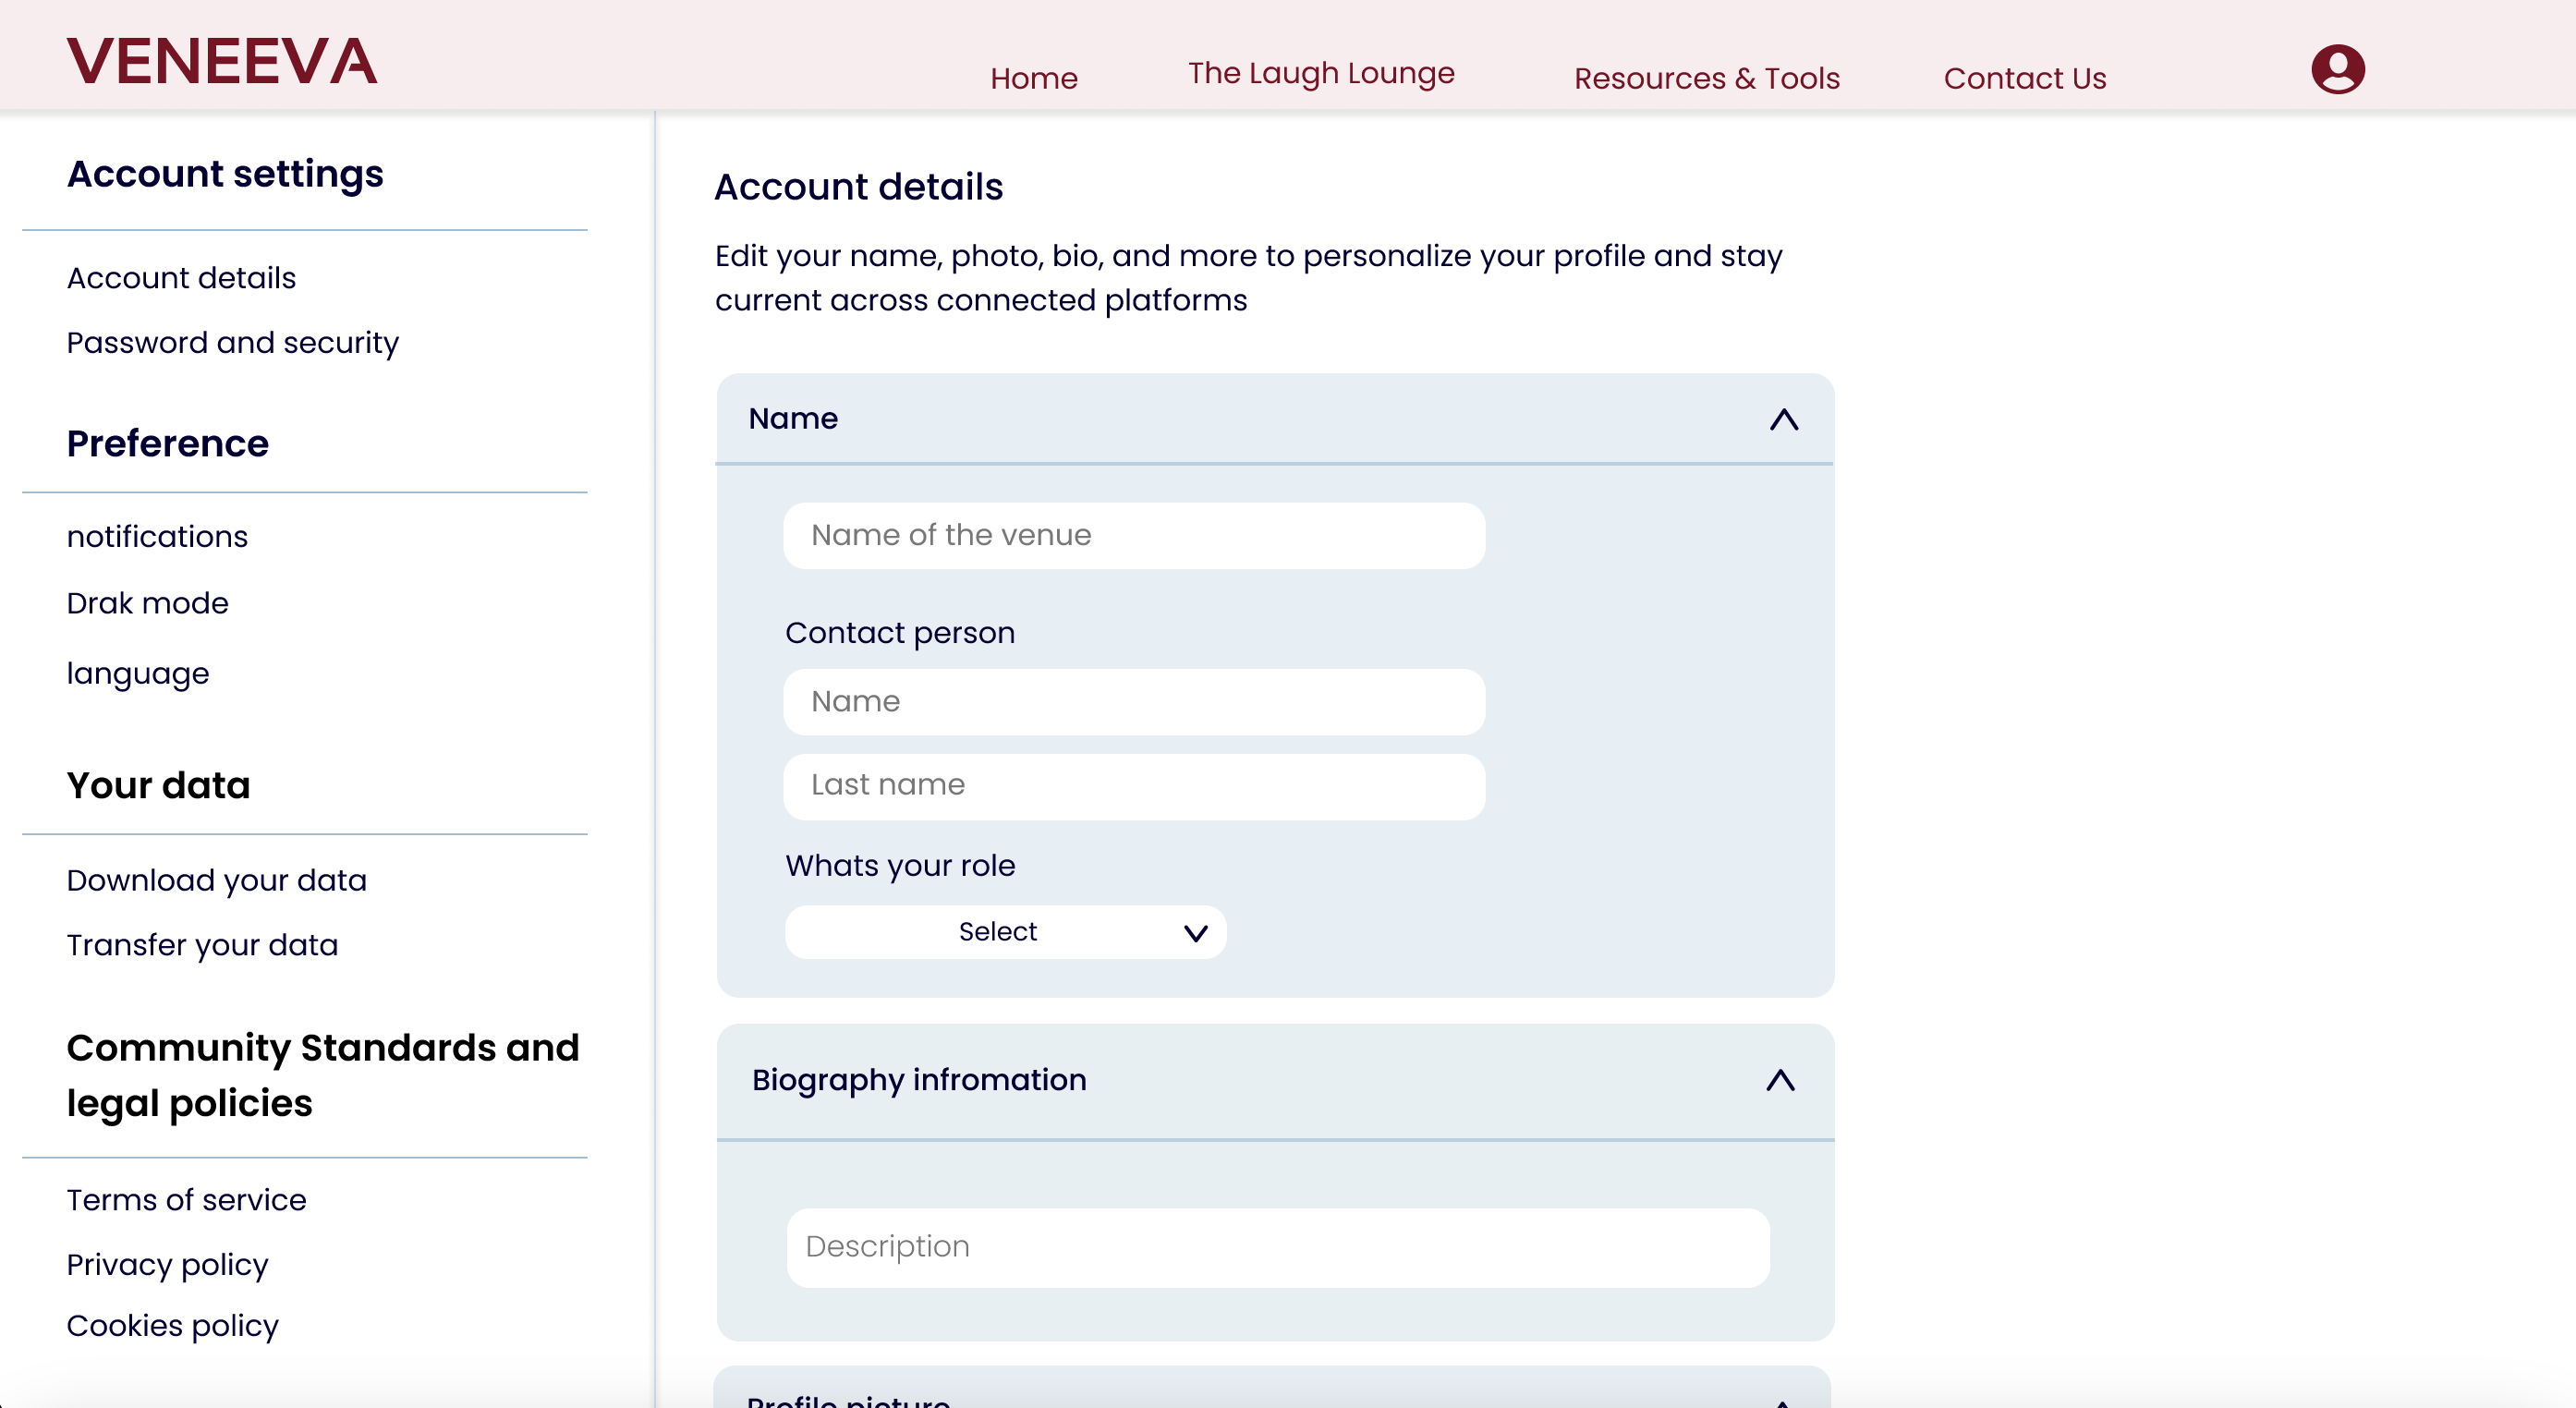 VENEEVA
Home
The Laugh Lounge
Resources & Tools
Contact Us
Account settings
Account details
Password and security
Preference
notifications
Drak mode
language
Your data
Download your data
Transfer your data
Community Standards and
legal policies
Terms of service
Privacy policy
Cookies policy
Account details
Edit your name, photo, bio, and more to personalize your profile and stay
current across connected platforms
Name
Name of the venue
Contact person
Name
Last name
Whats your role
Select
Biography infromation
Description
Profile picture